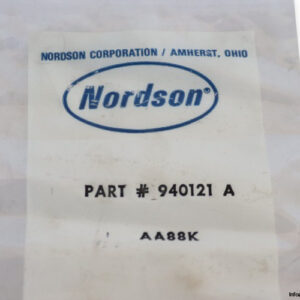 NORDSON CORPORATION / AMHERST, OHIO
Nordson®
PART # 940121 A
AA88K